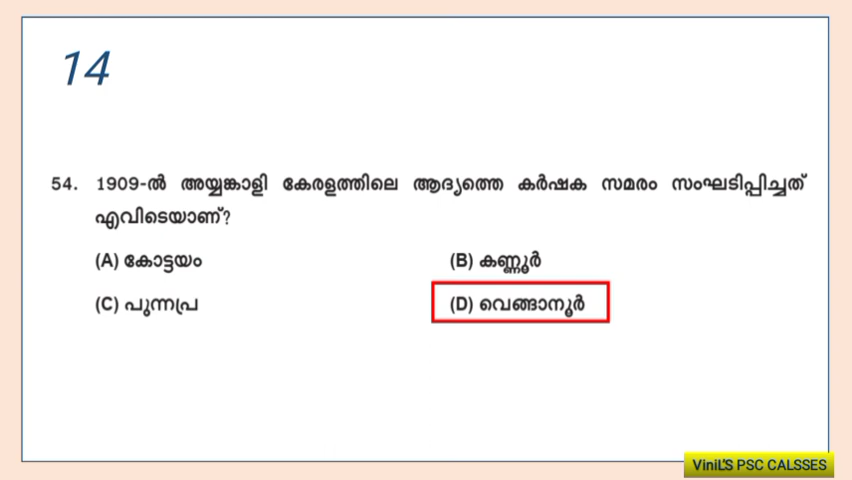 14
54. 1909-ൽ അയ്യങ്കാളി കേരളത്തിലെ ആദ്യത്തെ കർഷക സമരം സംഘടിപ്പിച്ചത്
എവിടെയാണ്?
(A) കോട്ടയം (B) കണ്ണൂർ
(C) പുന്നപ്ര (D) വെങ്ങാനൂർ
ViniL'S PSC CALSSES